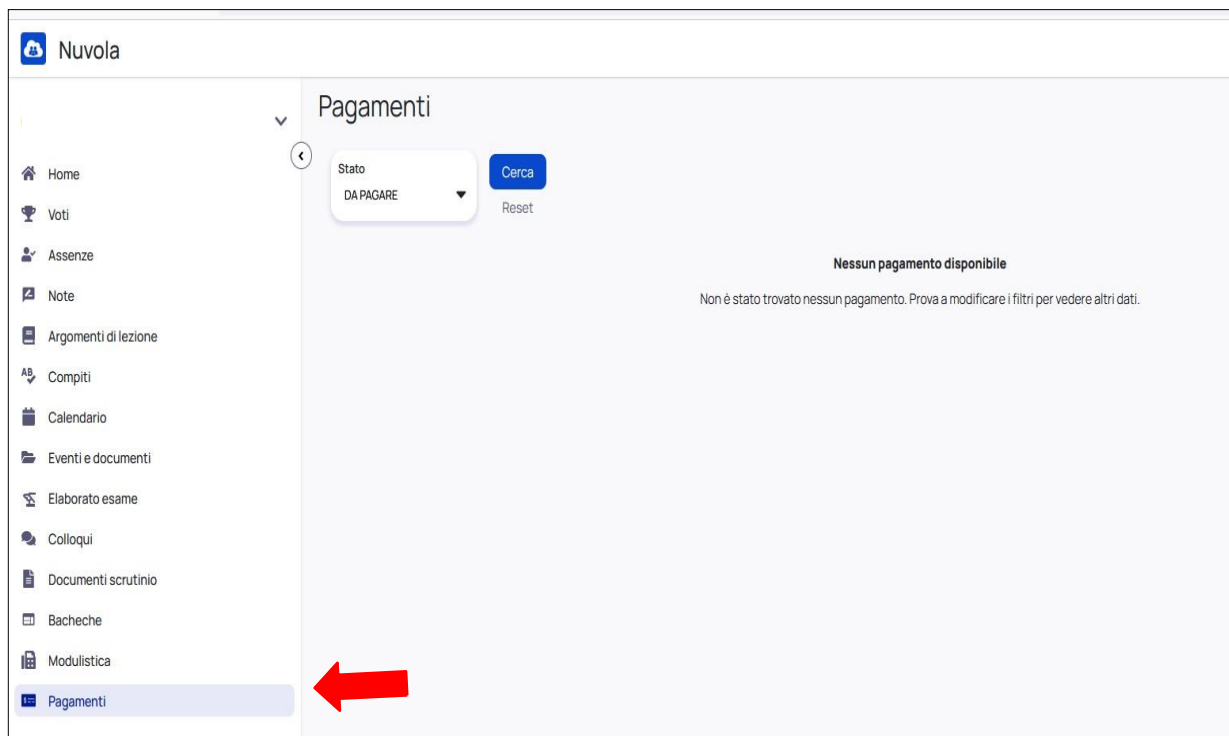 Nuvola
Pagamenti
Stato
DA PAGARE
Cerca
Reset
Nessun pagamento disponibile
Non è stato trovato nessun pagamento. Prova a modificare i filtri per vedere altri dati.
Home
Voti
Assenze
Note
Argomenti di lezione
Compiti
Calendario
Eventi e documenti
Elaborato esame
Colloqui
Documenti scrutinio
Bacheche
Modulistica
Pagamenti